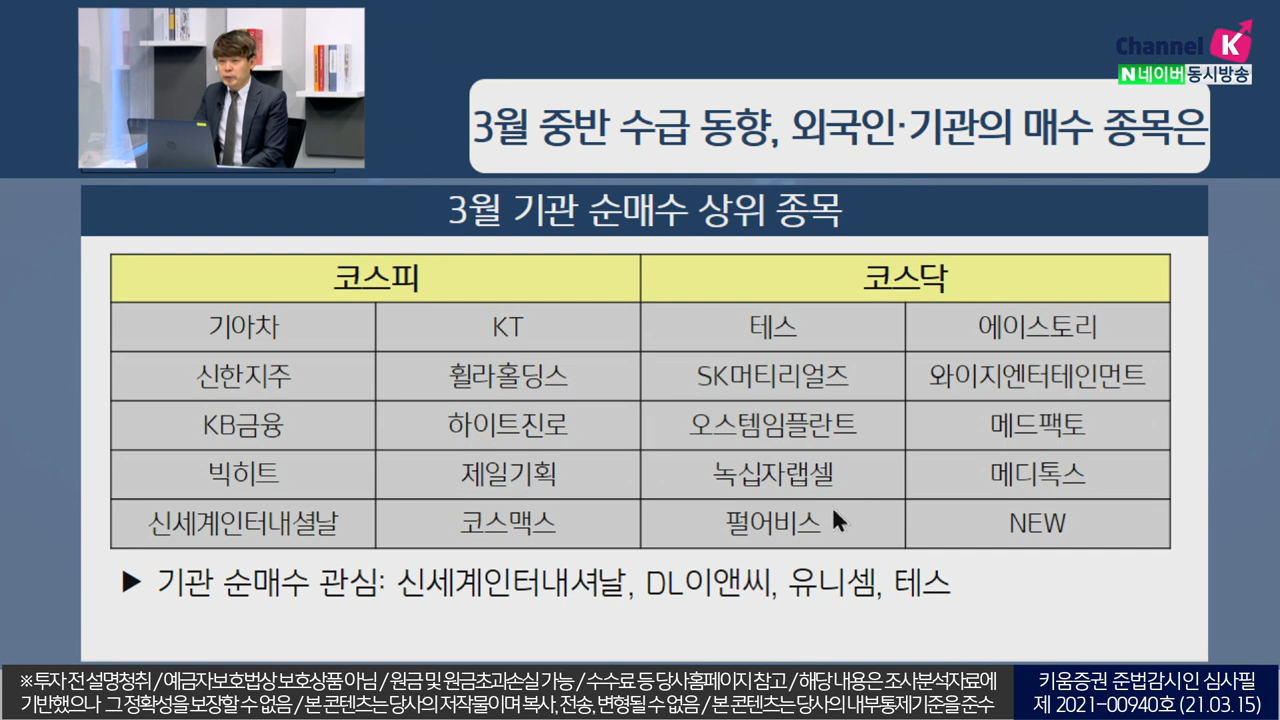 Channel K
N네이버동시방송
3월 중반 수급 동향, 외국인·기관의 매수 종목은
3월 기관 순매수 상위 종목
코스피 코스닥
기아차 KT 테스 에이스토리
신한지주 휠라홀딩스 SK머티리얼즈 와이지엔터테인먼트
KB금융 하이트진로 오스템임플란트 메드팩토
빅히트 제일기획 녹십자랩셀 메디톡스
신세계인터내셜날 코스맥스 펄어비스 NEW
▶ 기관 순매수 관심: 신세계인터내셔날, DL이앤씨, 유니셈, 테스
※투자 전 설명청취 / 예금자보호법상 보호상품 아님 / 원금 및 원금초과손실 가능 / 수수료 등 당사홈페이지 참고 / 해당 내용은 조사분석자료에
기반했으나 그 정확성을 보장할 수 없음 / 본 콘텐츠는 당사의 저작물이며 복사, 전송, 변형될 수 없음 / 본 콘텐츠는 당사의 내부통제기준을 준수
키움증권 준법감시인 심사필
제 2021-00940호 (21.03.15)